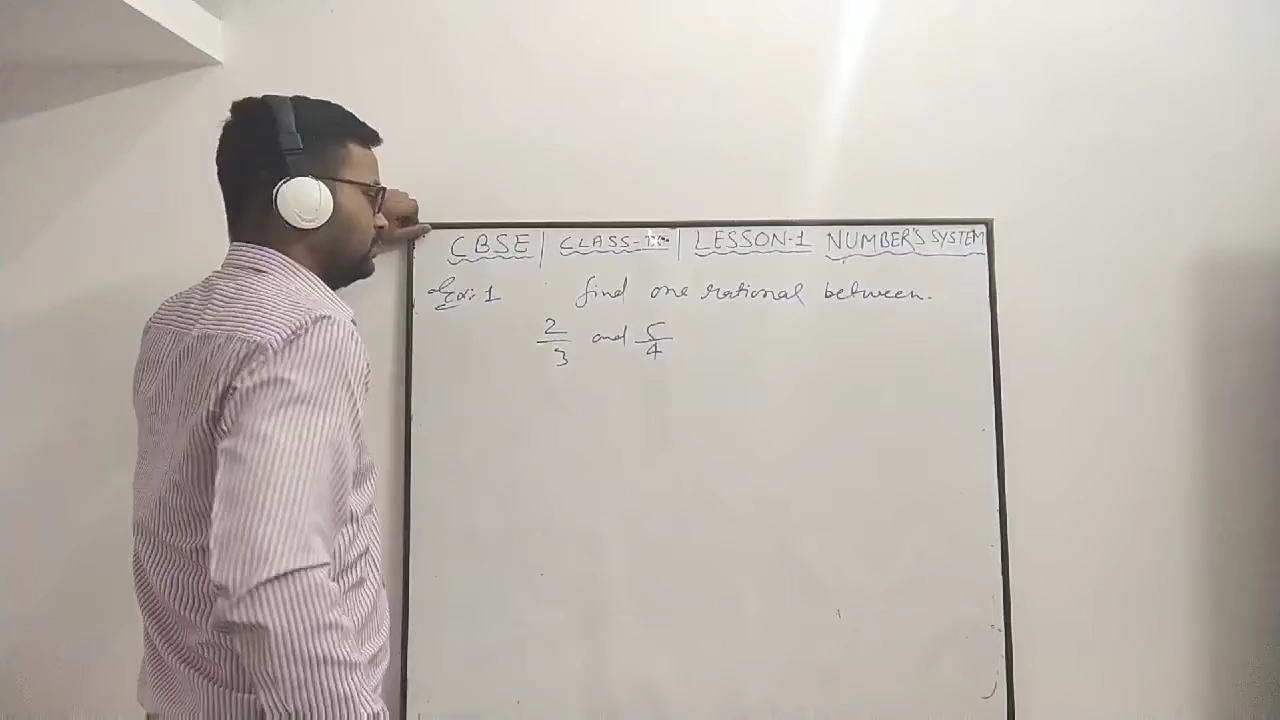 CBSE | CLASS- | LESSON-1 NUMBER'S SYSTEM
Ex: 1 find one rational between.
2/3 and 5/4